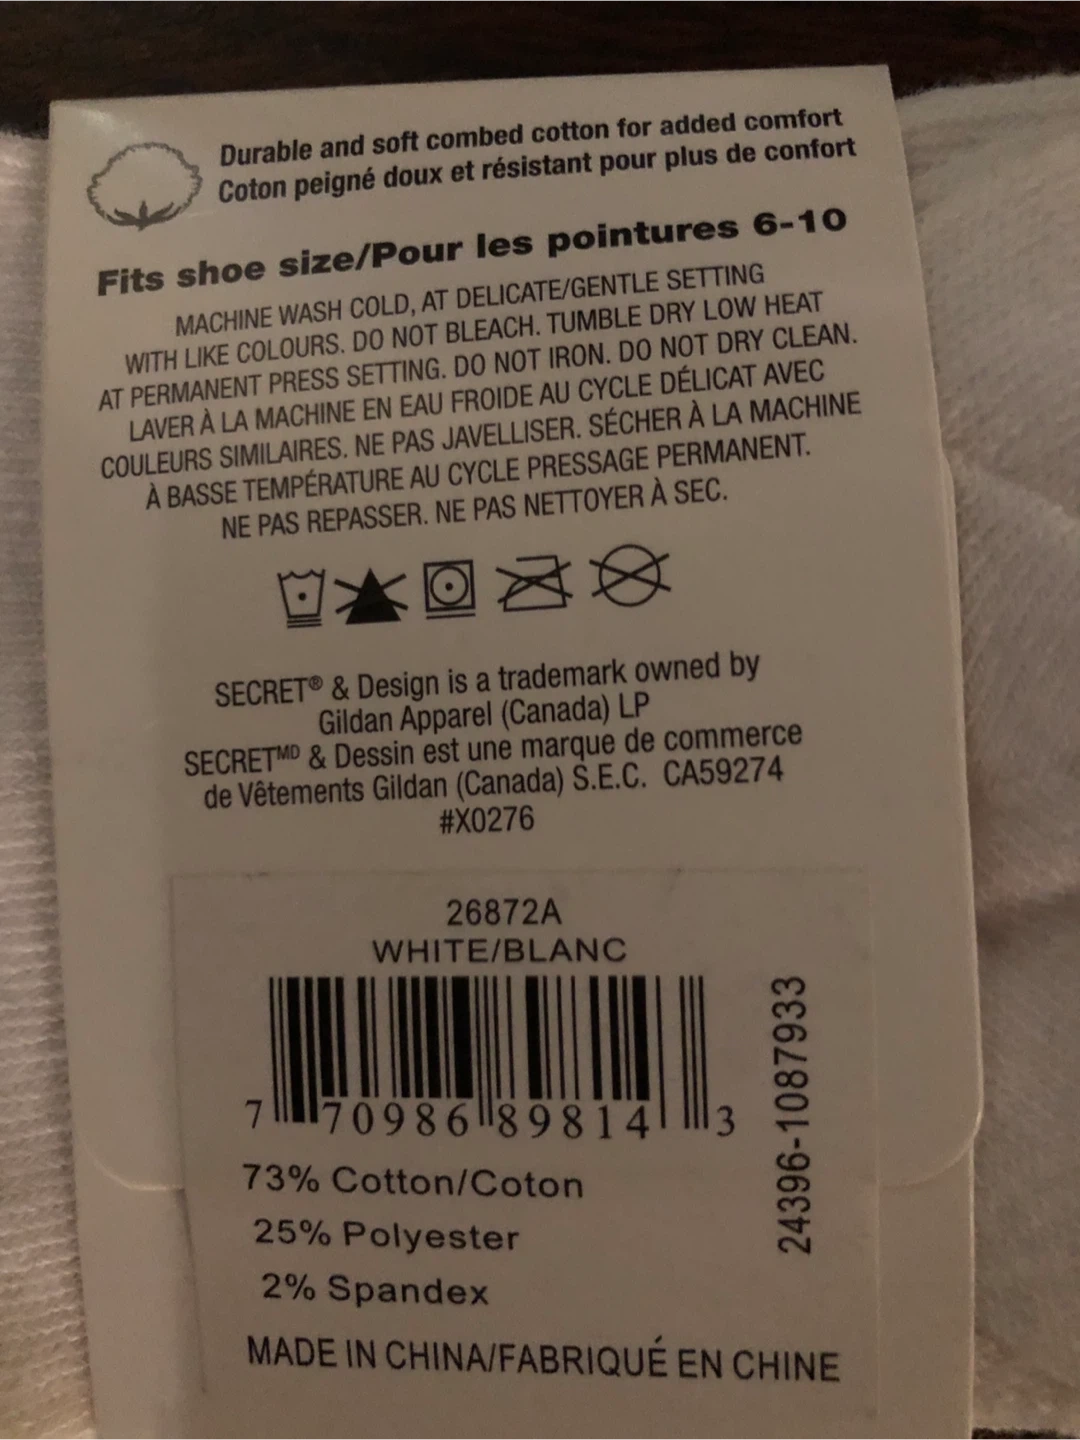 Durable and soft combed cotton for added comfort
Coton peigné doux et résistant pour plus de confort
Fits shoe size/Pour les pointures 6-10
MACHINE WASH COLD, AT DELICATE/GENTLE SETTING
WITH LIKE COLOURS. DO NOT BLEACH. TUMBLE DRY LOW HEAT
AT PERMANENT PRESS SETTING. DO NOT IRON. DO NOT DRY CLEAN.
LAVER À LA MACHINE EN EAU FROIDE AU CYCLE DÉLICAT AVEC
COULEURS SIMILAIRES. NE PAS JAVELLISER. SÉCHER À LA MACHINE
À BASSE TEMPÉRATURE AU CYCLE PRESSAGE PERMANENT.
NE PAS REPASSER. NE PAS NETTOYER À SEC.
SECRET® & Design is a trademark owned by
Gildan Apparel (Canada) LP
SECRETMD & Dessin est une marque de commerce
de Vêtements Gildan (Canada) S.E.C. CA59274
#X0276
26872A
WHITE/BLANC
7 70986 89814 3
24396-1087933
73% Cotton/Coton
25% Polyester
2% Spandex
MADE IN CHINA/FABRIQUÉ EN CHINE